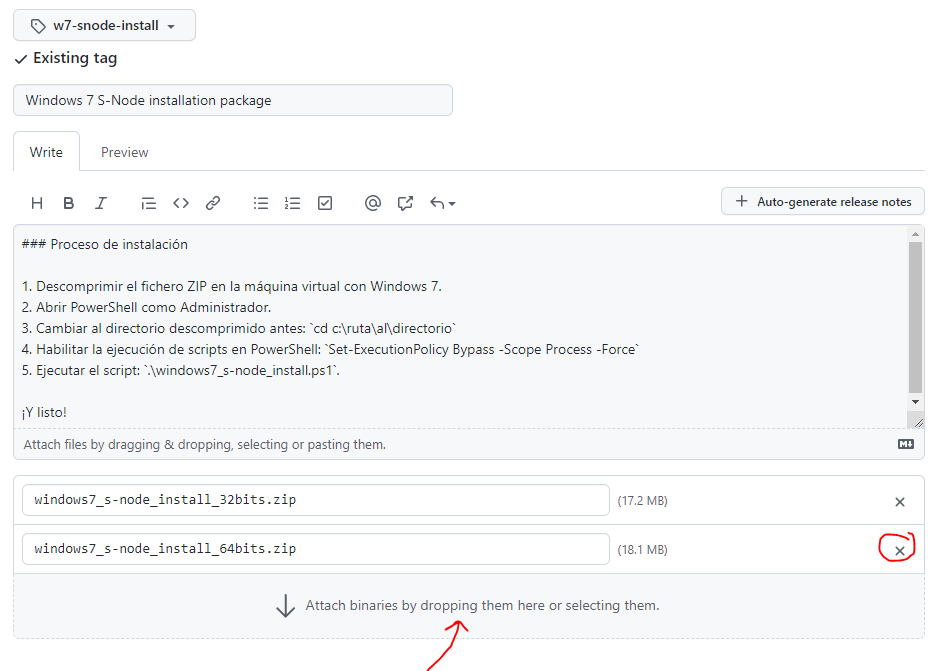 w7-snode-install
Existing tag
Windows 7 S-Node installation package
Write Preview
H B I @ Auto-generate release notes
### Proceso de instalación
1. Descomprimir el fichero ZIP en la máquina virtual con Windows 7.
2. Abrir PowerShell como Administrador.
3. Cambiar al directorio descomprimido antes: `cd c:\ruta\al\directorio`
4. Habilitar la ejecución de scripts en PowerShell: `Set-ExecutionPolicy Bypass -Scope Process -Force`
5. Ejecutar el script: `.\windows7_s-node_install.ps1`.
¡Y listo!
Attach files by dragging & dropping, selecting or pasting them.
windows7_s-node_install_32bits.zip (17.2 MB)
windows7_s-node_install_64bits.zip (18.1 MB)
Attach binaries by dropping them here or selecting them.